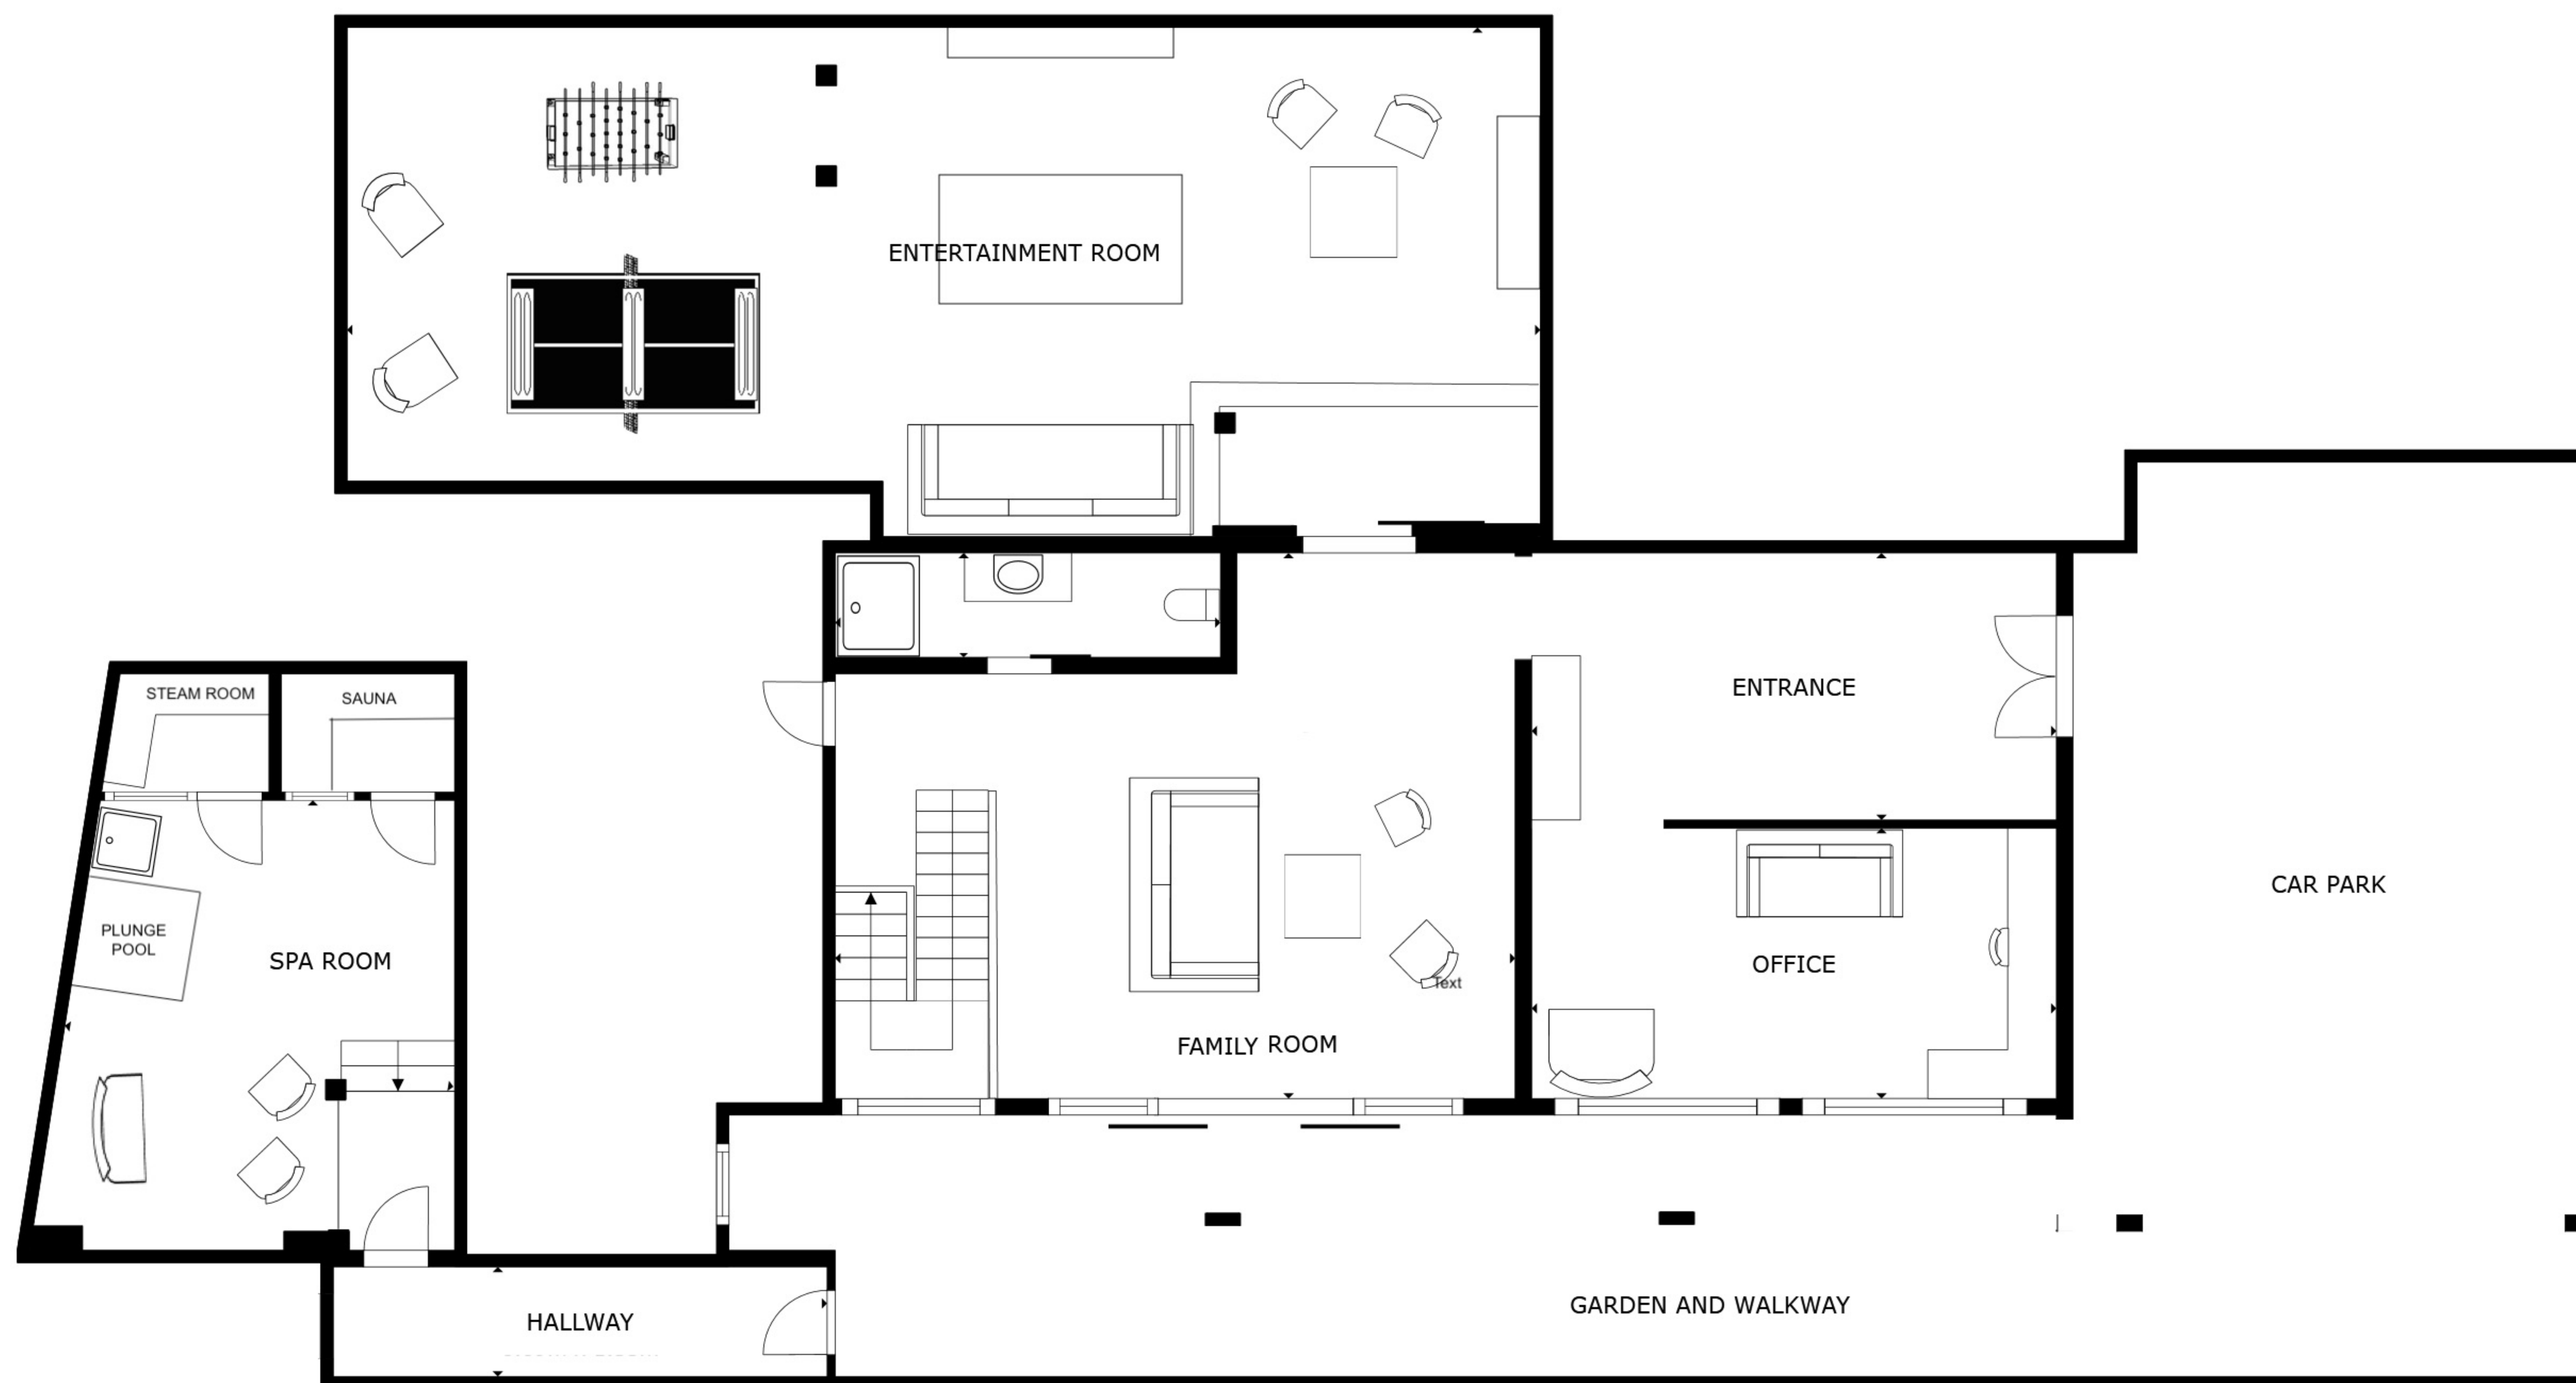 ENTERTAINMENT ROOM
STEAM ROOM
SAUNA
ENTRANCE
CAR PARK
PLUNGE
POOL
SPA ROOM
OFFICE
Text
FAMILY ROOM
GARDEN AND WALKWAY
HALLWAY